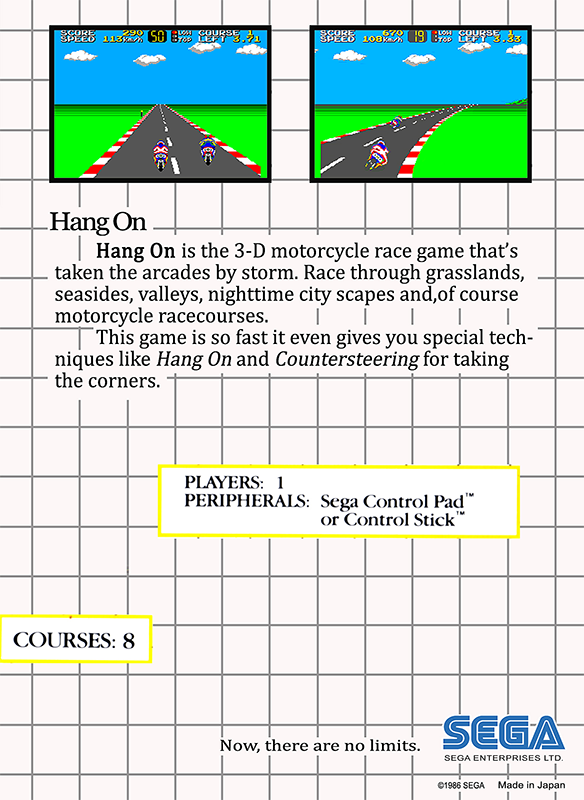 SCORE 290 50 LOW COURSE 1
SPEED 113Km/h TOP LEFT 3.71
SCORE 670 19 LOW COURSE 1
SPEED 108Km/h TOP LEFT 3.33
Hang On
Hang On is the 3-D motorcycle race game that's
taken the arcades by storm. Race through grasslands,
seasides, valleys, nighttime city scapes and,of course
motorcycle racecourses.
This game is so fast it even gives you special tech-
niques like Hang On and Countersteering for taking
the corners.
PLAYERS: 1
PERIPHERALS: Sega Control Pad™
or Control Stick™
COURSES: 8
Now, there are no limits.
SEGA
SEGA ENTERPRISES LTD.
©1986 SEGA Made in Japan